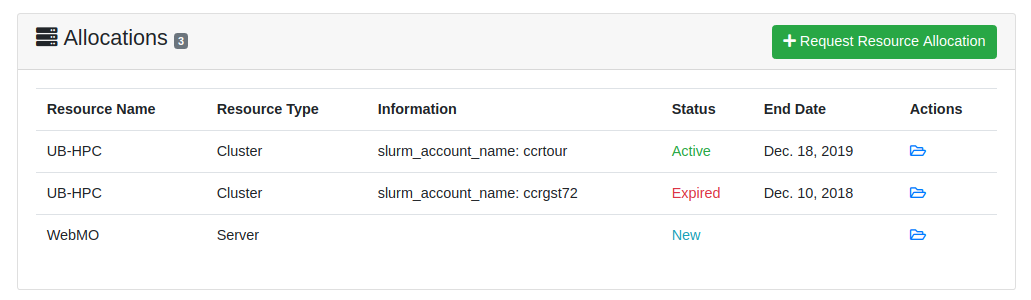 Allocations 3
Request Resource Allocation
Resource Name Resource Type Information Status End Date Actions
UB-HPC Cluster slurm_account_name: ccrtour Active Dec. 18, 2019
UB-HPC Cluster slurm_account_name: ccrgst72 Expired Dec. 10, 2018
WebMO Server New